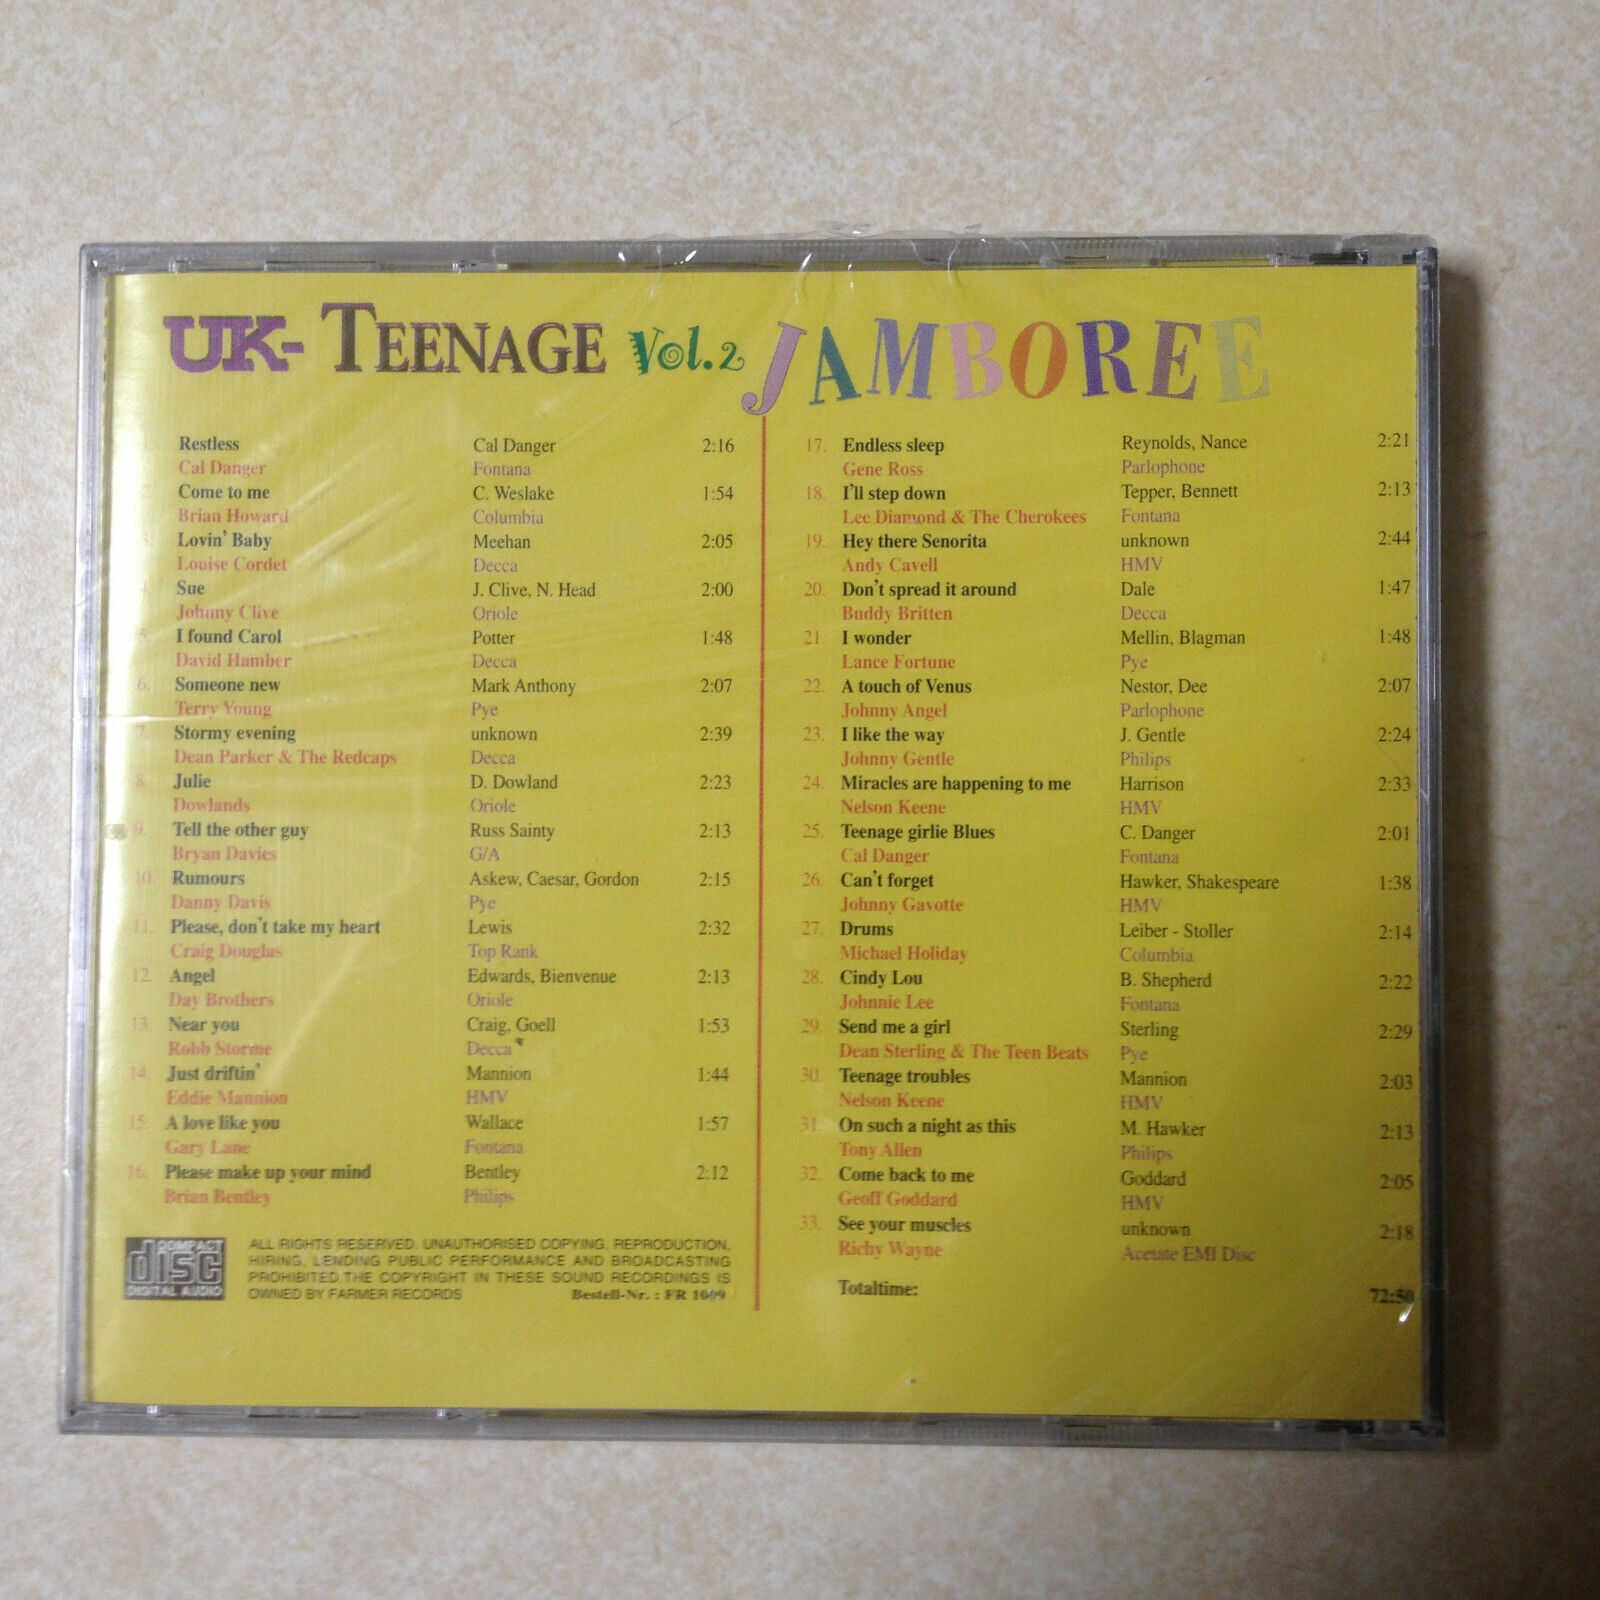 UK- TEENAGE Vol.2 JAMBOREE
Restless Cal Danger 2:16
Cal Danger Fontana
Come to me C. Weslake 1:54
Brian Howard Columbia
3. Lovin' Baby Meehan 2:05
Louise Cordet Decca
4. Sue J. Clive, N. Head 2:00
Johnny Clive Oriole
5. I found Carol Potter 1:48
David Hamber Decca
6. Someone new Mark Anthony 2:07
Terry Young Pye
7. Stormy evening unknown 2:39
Dean Parker & The Redcaps Decca
8. Julie D. Dowland 2:23
Dowlands Oriole
9. Tell the other guy Russ Sainty 2:13
Bryan Davies G/A
10. Rumours Askew, Caesar, Gordon 2:15
Danny Davis Pye
11. Please, don't take my heart Lewis 2:32
Craig Douglas Top Rank
12. Angel Edwards, Bienvenue 2:13
Day Brothers Oriole
13. Near you Craig, Goell 1:53
Robb Storme Decca
14. Just driftin' Mannion 1:44
Eddie Mannion HMV
15. A love like you Wallace 1:57
Gary Lane Fontana
16. Please make up your mind Bentley 2:12
Brian Bentley Philips
COMPACT
disc
DIGITAL AUDIO
ALL RIGHTS RESERVED. UNAUTHORISED COPYING, REPRODUCTION,
HIRING, LENDING PUBLIC PERFORMANCE AND BROADCASTING
PROHIBITED THE COPYRIGHT IN THESE SOUND RECORDINGS IS
OWNED BY FARMER RECORDS Bestell-Nr. : FR 1009
17. Endless sleep Reynolds, Nance 2:21
Gene Ross Parlophone
18. I'll step down Tepper, Bennett 2:13
Lee Diamond & The Cherokees Fontana
19. Hey there Senorita unknown 2:44
Andy Cavell HMV
20. Don't spread it around Dale 1:47
Buddy Britten Decca
21. I wonder Mellin, Blagman 1:48
Lance Fortune Pye
22. A touch of Venus Nestor, Dee 2:07
Johnny Angel Parlophone
23. I like the way J. Gentle 2:24
Johnny Gentle Philips
24. Miracles are happening to me Harrison 2:33
Nelson Keene HMV
25. Teenage girlie Blues C. Danger 2:01
Cal Danger Fontana
26. Can't forget Hawker, Shakespeare 1:38
Johnny Gavotte HMV
27. Drums Leiber - Stoller 2:14
Michael Holiday Columbia
28. Cindy Lou B. Shepherd 2:22
Johnnie Lee Fontana
29. Send me a girl Sterling 2:29
Dean Sterling & The Teen Beats Pye
30. Teenage troubles Mannion 2:03
Nelson Keene HMV
31. On such a night as this M. Hawker 2:13
Tony Allen Philips
32. Come back to me Goddard 2:05
Geoff Goddard HMV
33. See your muscles unknown 2:18
Richy Wayne Acetate EMI Disc
Totaltime: 72:50